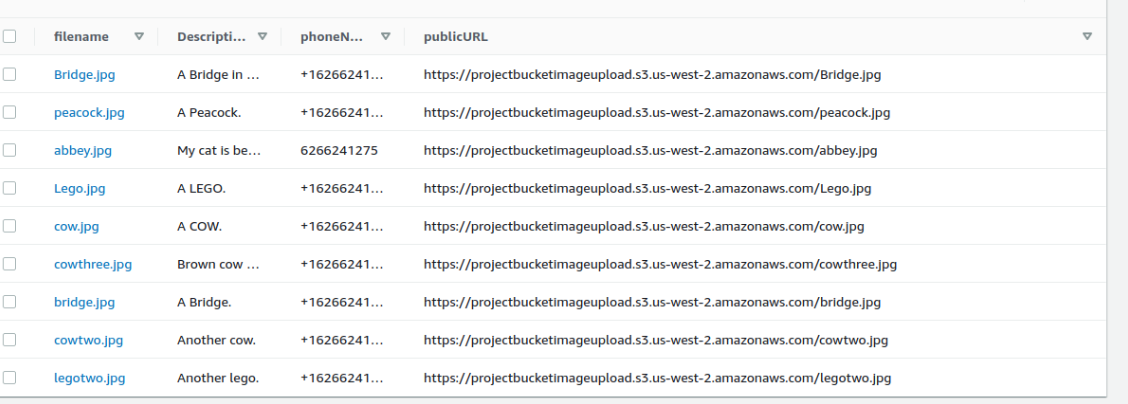 filename Descripti... phoneN... publicURL
Bridge.jpg A Bridge in ... +16266241... https://projectbucketimageupload.s3.us-west-2.amazonaws.com/Bridge.jpg
peacock.jpg A Peacock. +16266241... https://projectbucketimageupload.s3.us-west-2.amazonaws.com/peacock.jpg
abbey.jpg My cat is be... 6266241275 https://projectbucketimageupload.s3.us-west-2.amazonaws.com/abbey.jpg
Lego.jpg A LEGO. +16266241... https://projectbucketimageupload.s3.us-west-2.amazonaws.com/Lego.jpg
cow.jpg A COW. +16266241... https://projectbucketimageupload.s3.us-west-2.amazonaws.com/cow.jpg
cowthree.jpg Brown cow ... +16266241... https://projectbucketimageupload.s3.us-west-2.amazonaws.com/cowthree.jpg
bridge.jpg A Bridge. +16266241... https://projectbucketimageupload.s3.us-west-2.amazonaws.com/bridge.jpg
cowtwo.jpg Another cow. +16266241... https://projectbucketimageupload.s3.us-west-2.amazonaws.com/cowtwo.jpg
legotwo.jpg Another lego. +16266241... https://projectbucketimageupload.s3.us-west-2.amazonaws.com/legotwo.jpg